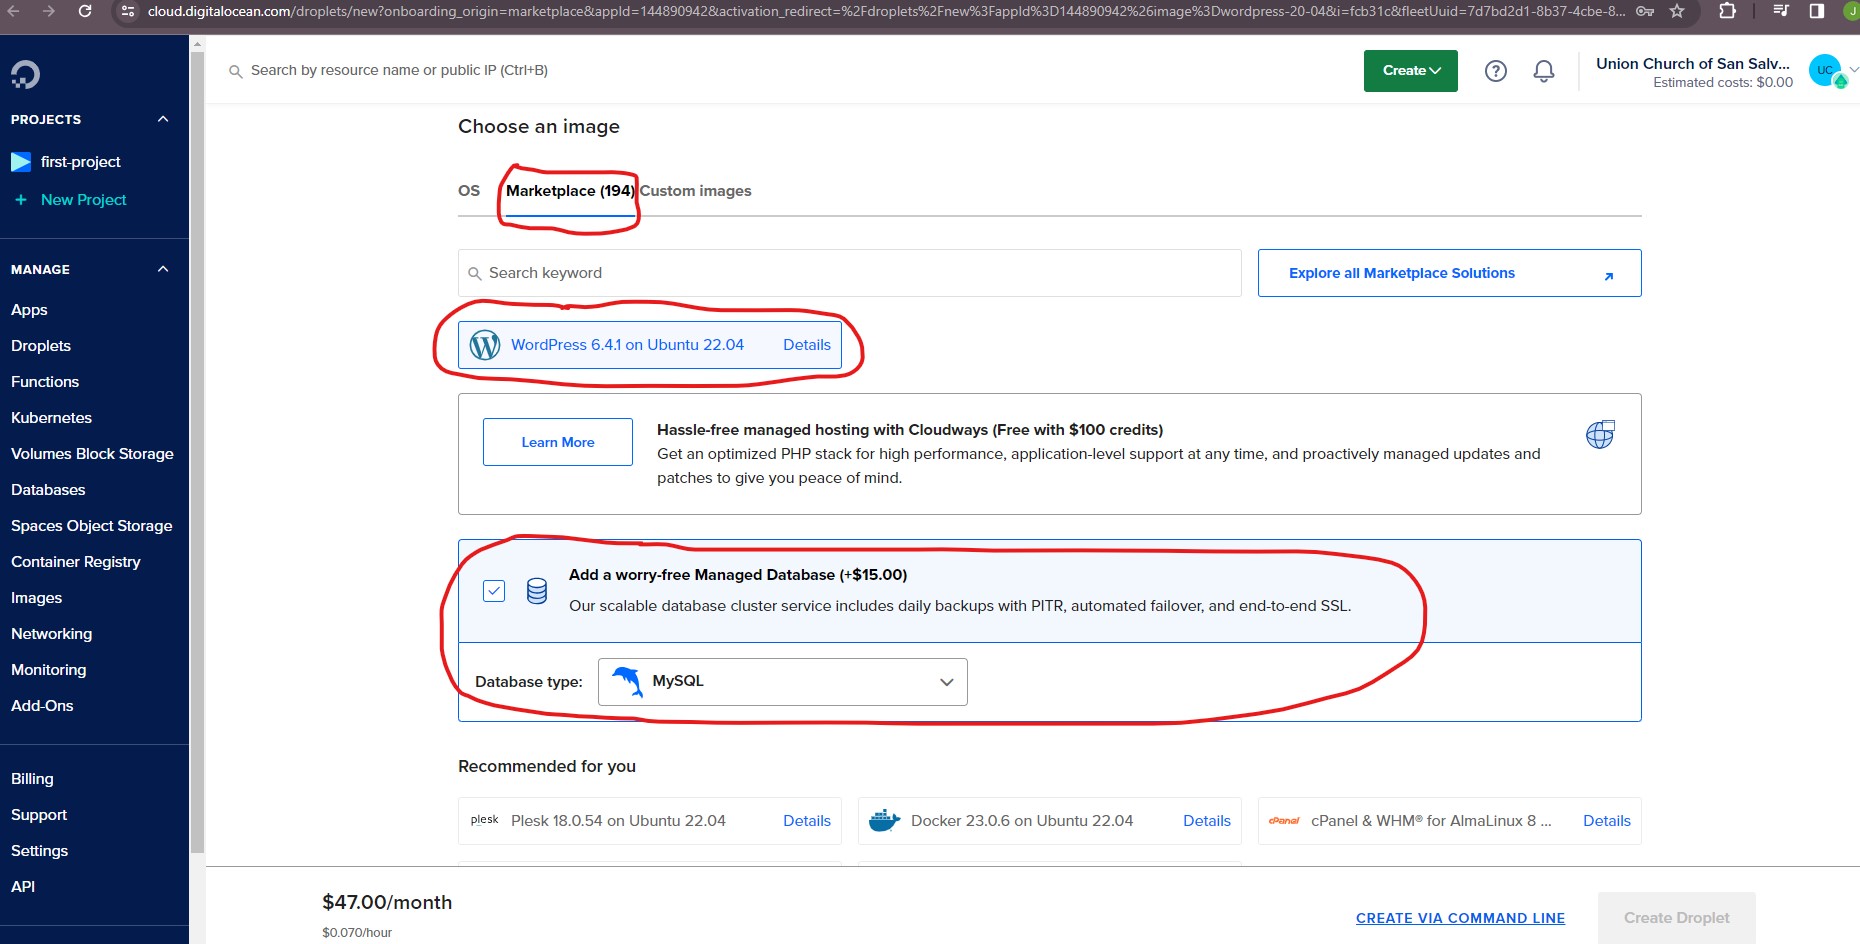 cloud.digitalocean.com/droplets/new?onboarding_origin=marketplace&appId=144890942&activation_redirect=%2Fdroplets%2Fnew%3FappId%3D144890942%26image%3Dwordpress-20-04&i=fcb31c&fleetUuid=7d7bd2d1-8b37-4cbe-8...
J
Search by resource name or public IP (Ctrl+B)
Create
?
Union Church of San Salv...
Estimated costs: $0.00
UC
PROJECTS
first-project
+ New Project
MANAGE
Apps
Droplets
Functions
Kubernetes
Volumes Block Storage
Databases
Spaces Object Storage
Container Registry
Images
Networking
Monitoring
Add-Ons
Billing
Support
Settings
API
Choose an image
OS Marketplace (194) Custom images
Search keyword
Explore all Marketplace Solutions
WordPress 6.4.1 on Ubuntu 22.04 Details
Learn More
Hassle-free managed hosting with Cloudways (Free with $100 credits)
Get an optimized PHP stack for high performance, application-level support at any time, and proactively managed updates and
patches to give you peace of mind.
Add a worry-free Managed Database (+$15.00)
Our scalable database cluster service includes daily backups with PITR, automated failover, and end-to-end SSL.
Database type: MySQL
Recommended for you
plesk Plesk 18.0.54 on Ubuntu 22.04 Details
Docker 23.0.6 on Ubuntu 22.04 Details
cPanel cPanel & WHM® for AlmaLinux 8 ... Details
$47.00/month
$0.070/hour
CREATE VIA COMMAND LINE
Create Droplet